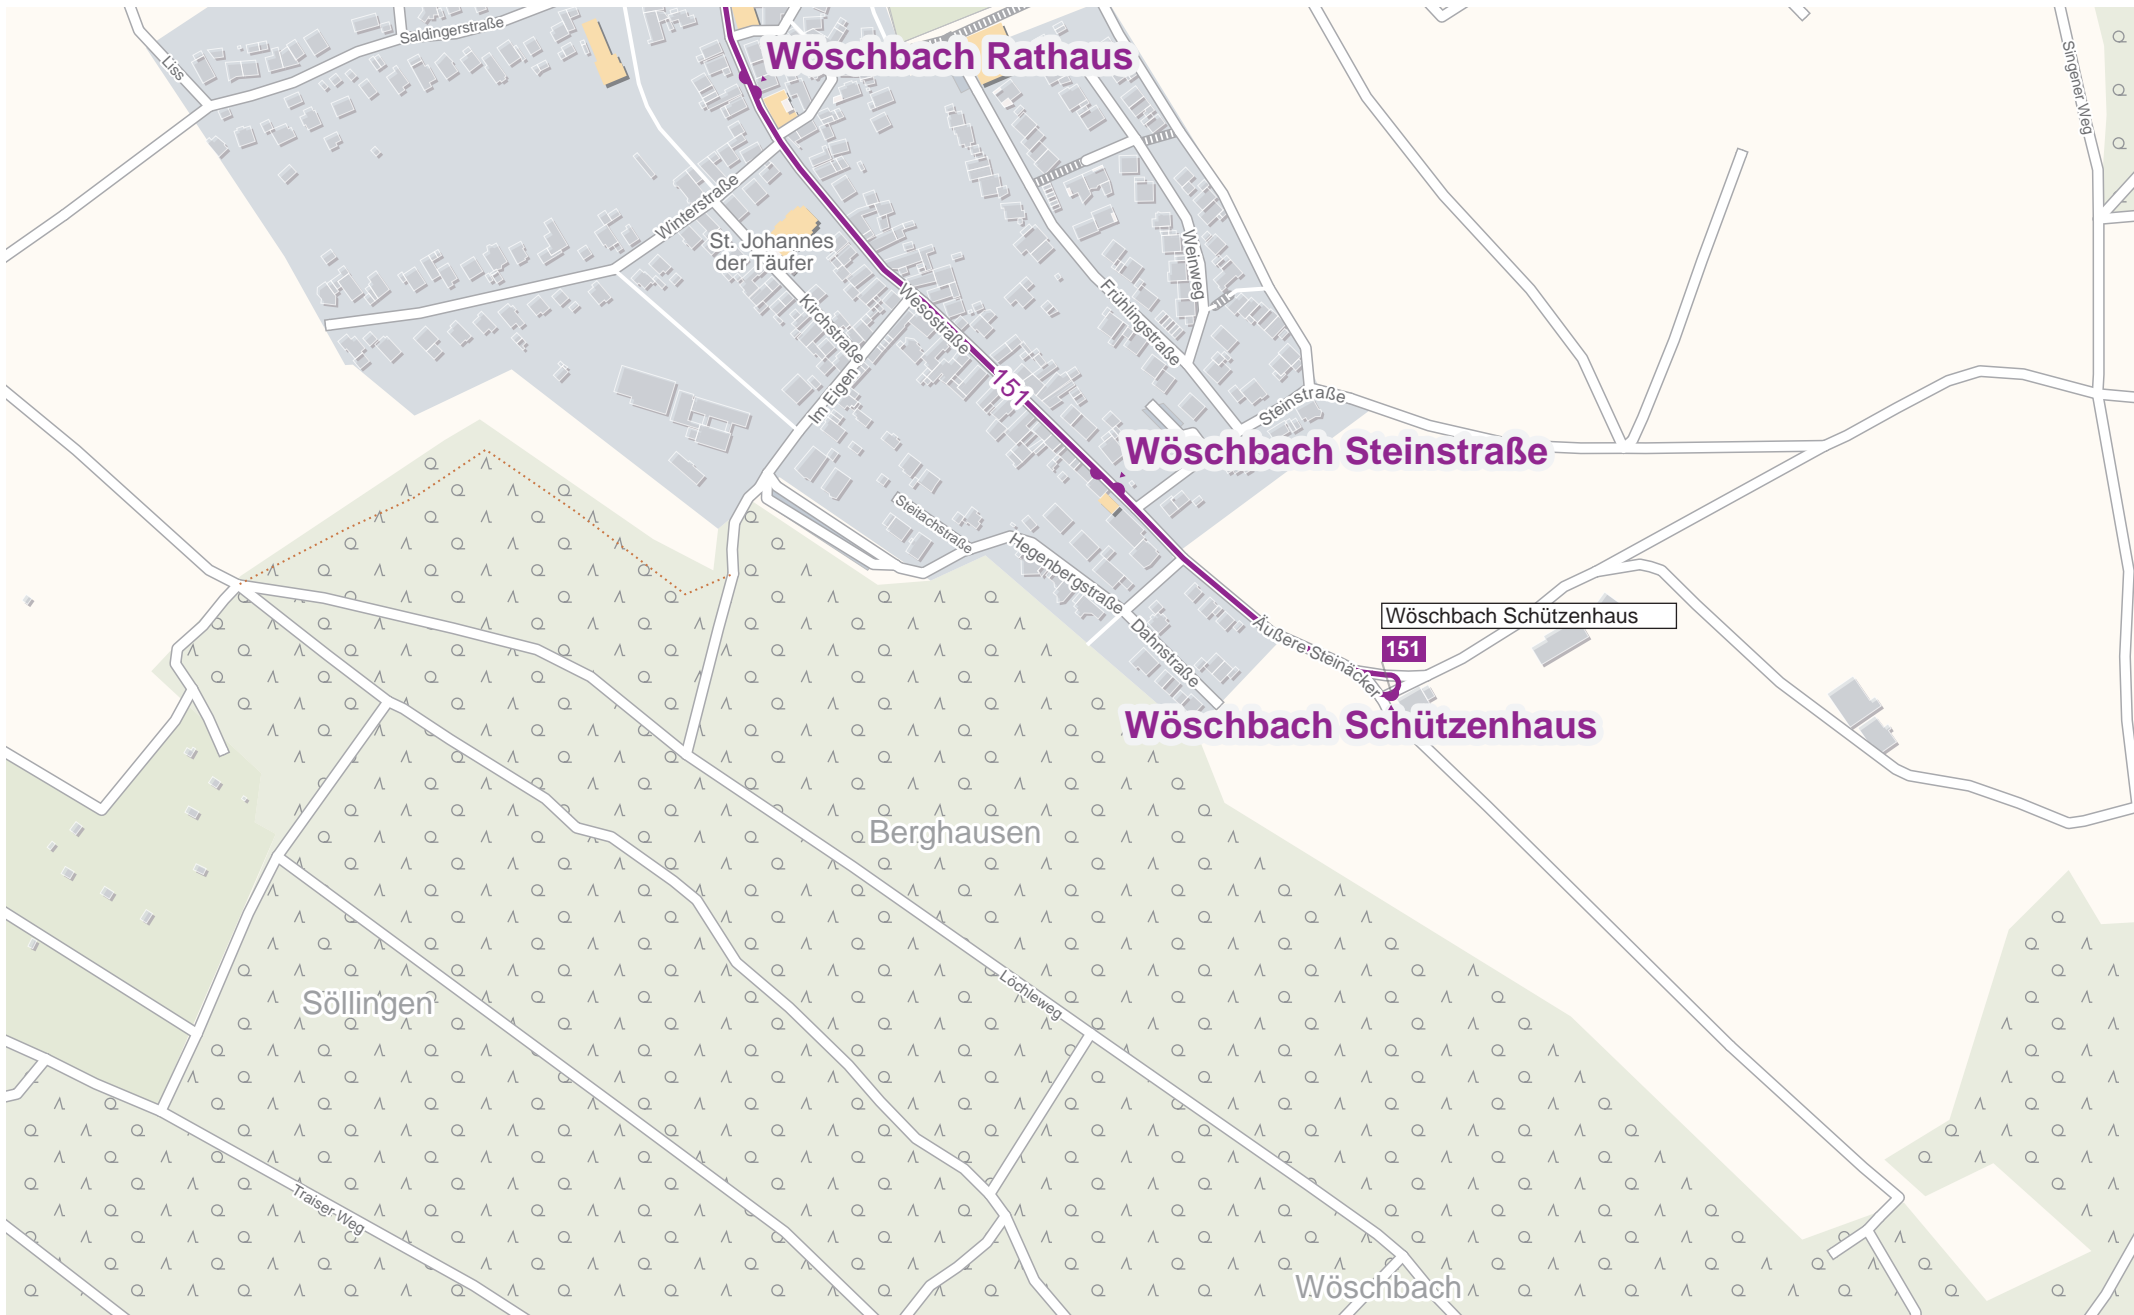 Saldingerstraße
Liss
Wöschbach Rathaus
Singener Weg
Winterstraße
St. Johannes
der Täufer
Weinweg
Kirchstraße
Wesostraße
Frühlingstraße
Im Eigen
151
Steinstraße
Wöschbach Steinstraße
Steitachstraße
Hegenbergstraße
Dahnstraße
Äußere Steinäcker
Wöschbach Schützenhaus
151
Wöschbach Schützenhaus
Berghausen
Söllingen
Löchleweg
Traiser-Weg
Wöschbach